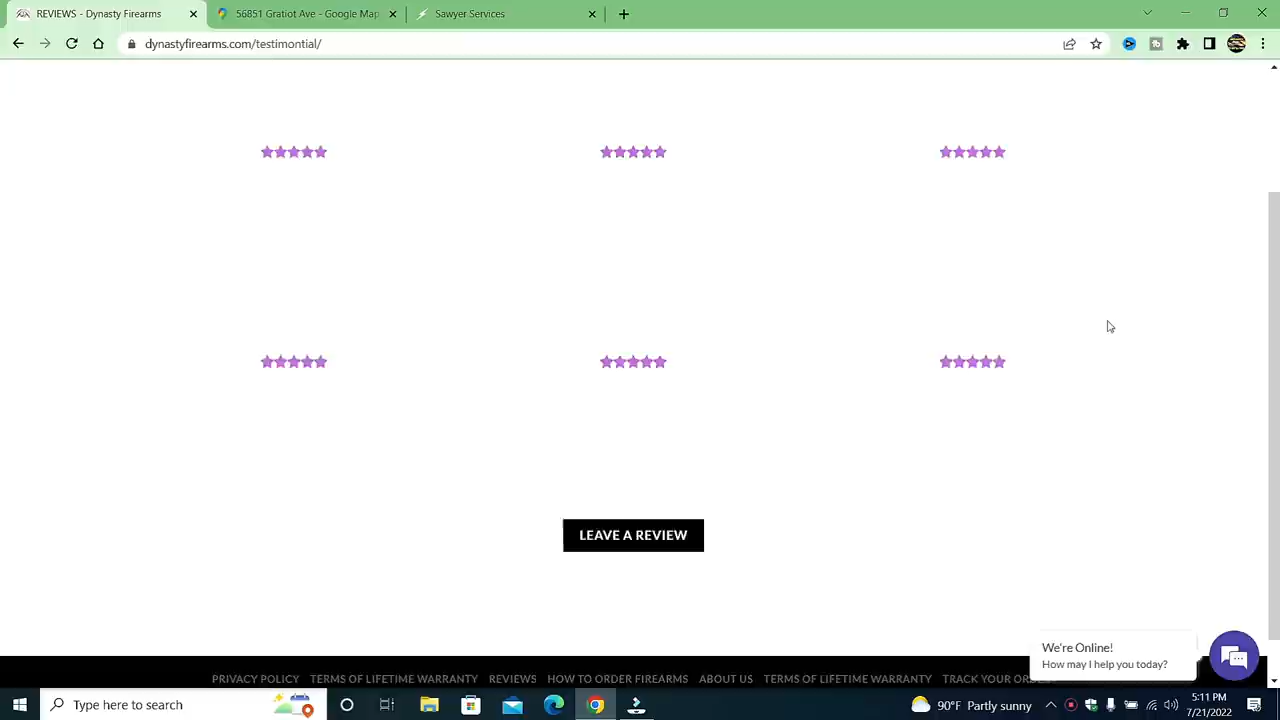 REVIEWS - Dynasty Firearms
56851 Gratiot Ave - Google Map
Sawyer Services
dynastyfirearms.com/testimontial/
LEAVE A REVIEW
We're Online!
How may I help you today?
PRIVACY POLICY TERMS OF LIFETIME WARRANTY REVIEWS HOW TO ORDER FIREARMS ABOUT US TERMS OF LIFETIME WARRANTY TRACK YOUR
Type here to search
90°F Partly sunny
5:11 PM
7/21/2022